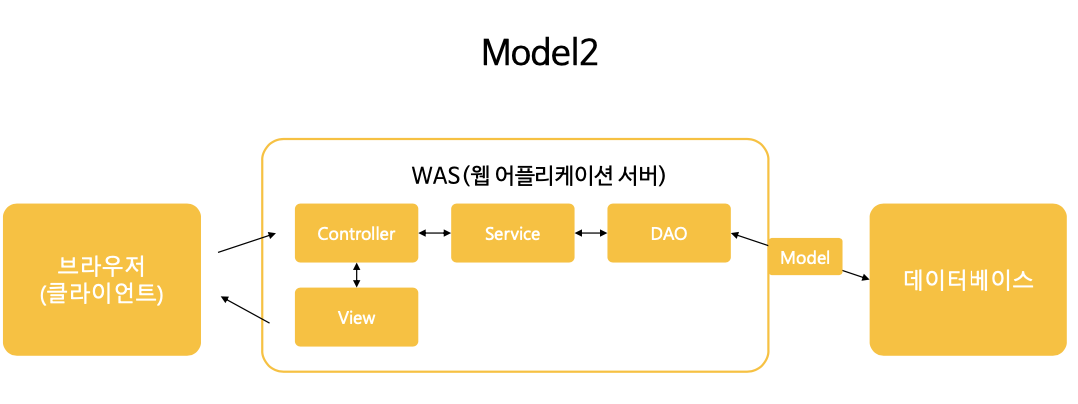 Model2
WAS(웹 어플리케이션 서버)
브라우저
(클라이언트)
Controller
Service
DAO
View
Model
데이터베이스